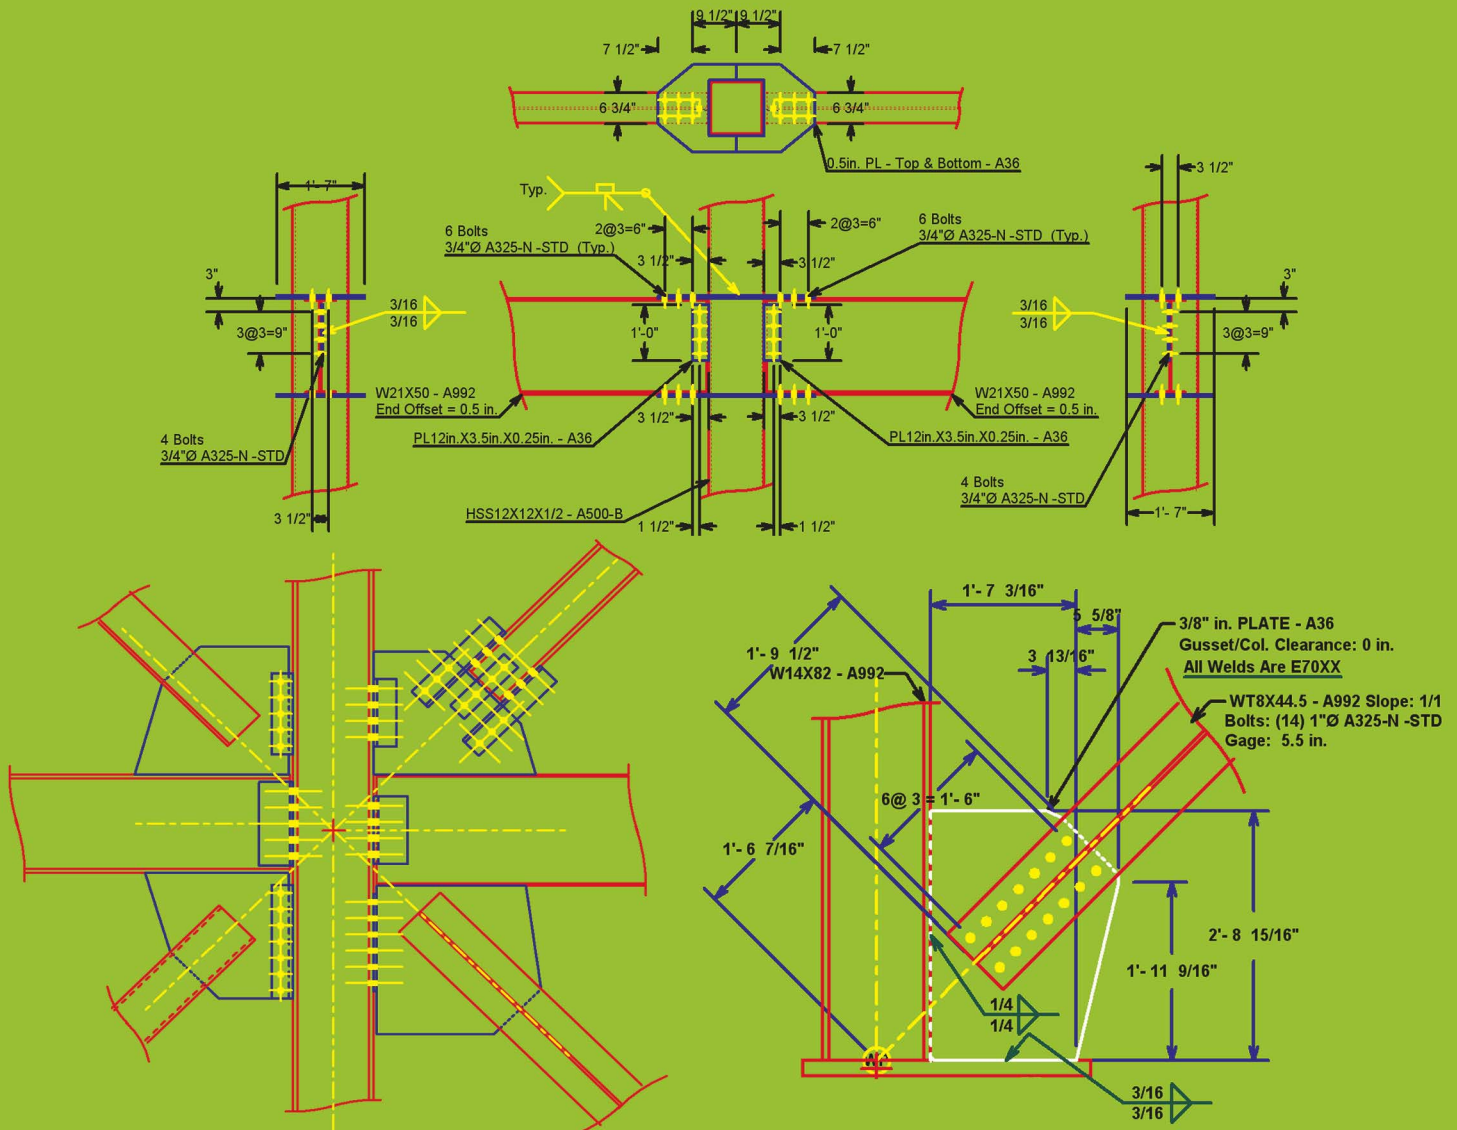 9 1/2" 9 1/2"
7 1/2" 7 1/2"
6 3/4" 6 3/4"
0.5in. PL - Top & Bottom - A36
1'- 7"
Typ.
3 1/2"
6 Bolts
3/4"Ø A325-N -STD (Typ.)
2@3=6"
2@3=6"
6 Bolts
3/4"Ø A325-N -STD (Typ.)
3 1/2" 3 1/2"
3"
3"
3/16
3/16
3/16
3/16
3@3=9"
1'-0" 1'-0"
3@3=9"
W21X50 - A992
End Offset = 0.5 in.
W21X50 - A992
End Offset = 0.5 in.
3 1/2" 3 1/2"
PL12in.X3.5in.X0.25in. - A36
PL12in.X3.5in.X0.25in. - A36
4 Bolts
3/4"Ø A325-N -STD
4 Bolts
3/4"Ø A325-N -STD
3 1/2"
HSS12X12X1/2 - A500-B
1 1/2" 1 1/2"
1'- 7"
1'- 7 3/16"
5 5/8"
3/8" in. PLATE - A36
Gusset/Col. Clearance: 0 in.
All Welds Are E70XX
1'- 9 1/2"
3 13/16"
W14X82 - A992
WT8X44.5 - A992 Slope: 1/1
Bolts: (14) 1"Ø A325-N -STD
Gage: 5.5 in.
6@ 3 = 1'- 6"
1'- 6 7/16"
2'- 8 15/16"
1'- 11 9/16"
1/4
1/4
3/16
3/16